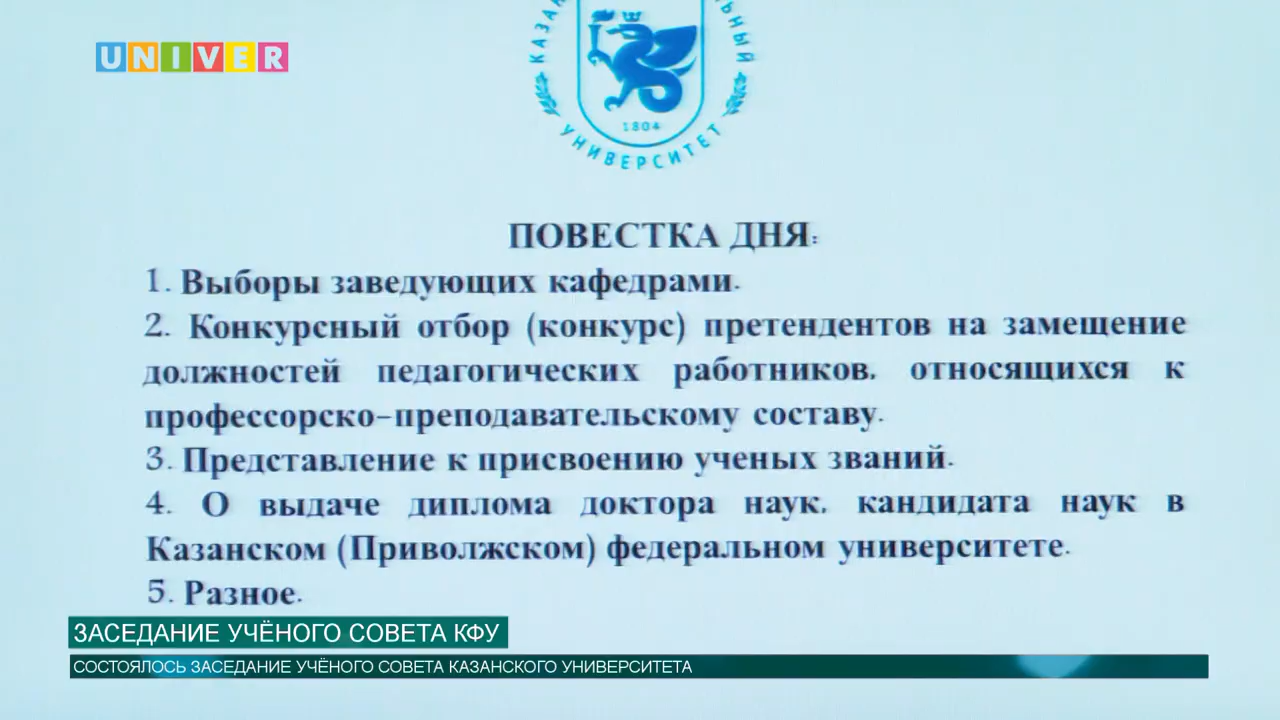 UNIVER
КАЗАН ЛЬНЫЙ
1804
УНИВЕРСИТЕТ
ПОВЕСТКА ДНЯ:
1. Выборы заведующих кафедрами.
2. Конкурсный отбор (конкурс) претендентов на замещение
должностей педагогических работников, относящихся к
профессорско-преподавательскому составу.
3. Представление к присвоению ученых званий.
4. О выдаче диплома доктора наук, кандидата наук в
Казанском (Приволжском) федеральном университете.
5. Разное.
ЗАСЕДАНИЕ УЧЁНОГО СОВЕТА КФУ
СОСТОЯЛОСЬ ЗАСЕДАНИЕ УЧЁНОГО СОВЕТА КАЗАНСКОГО УНИВЕРСИТЕТА